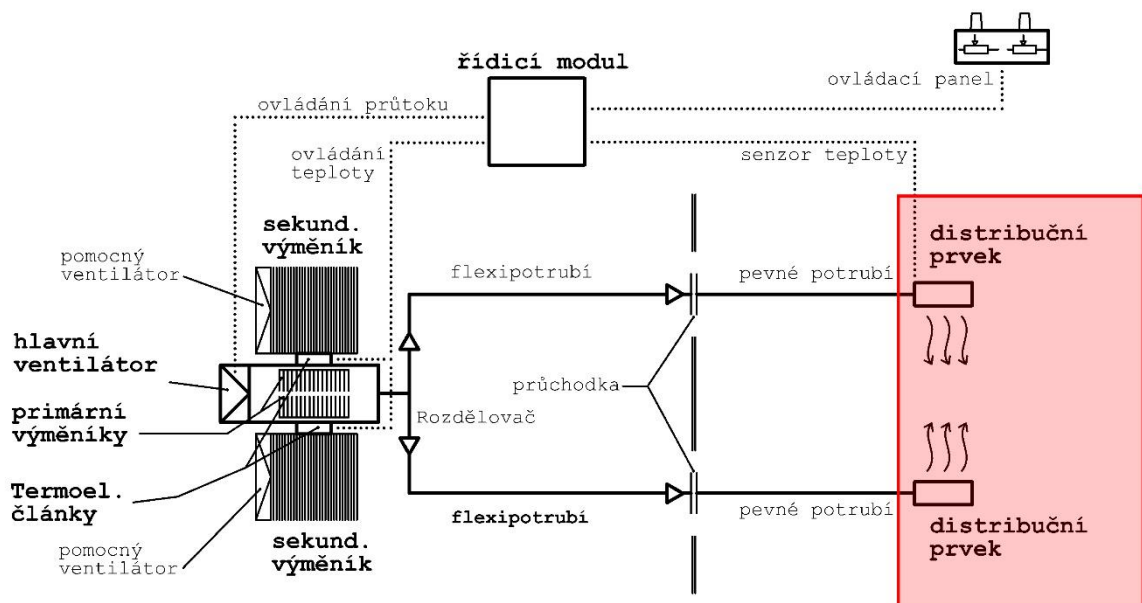 řídicí modul
ovládací panel
ovládání průtoku
ovládání
teploty
senzor teploty
sekund.
výměník
distribuční
prvek
pomocný
ventilátor
flexipotrubí
pevné potrubí
hlavní
ventilátor
průchodka
primární
výměníky
Rozdělovač
Termoel.
články
flexipotrubí
pevné potrubí
distribuční
prvek
sekund.
výměník
pomocný
ventilátor